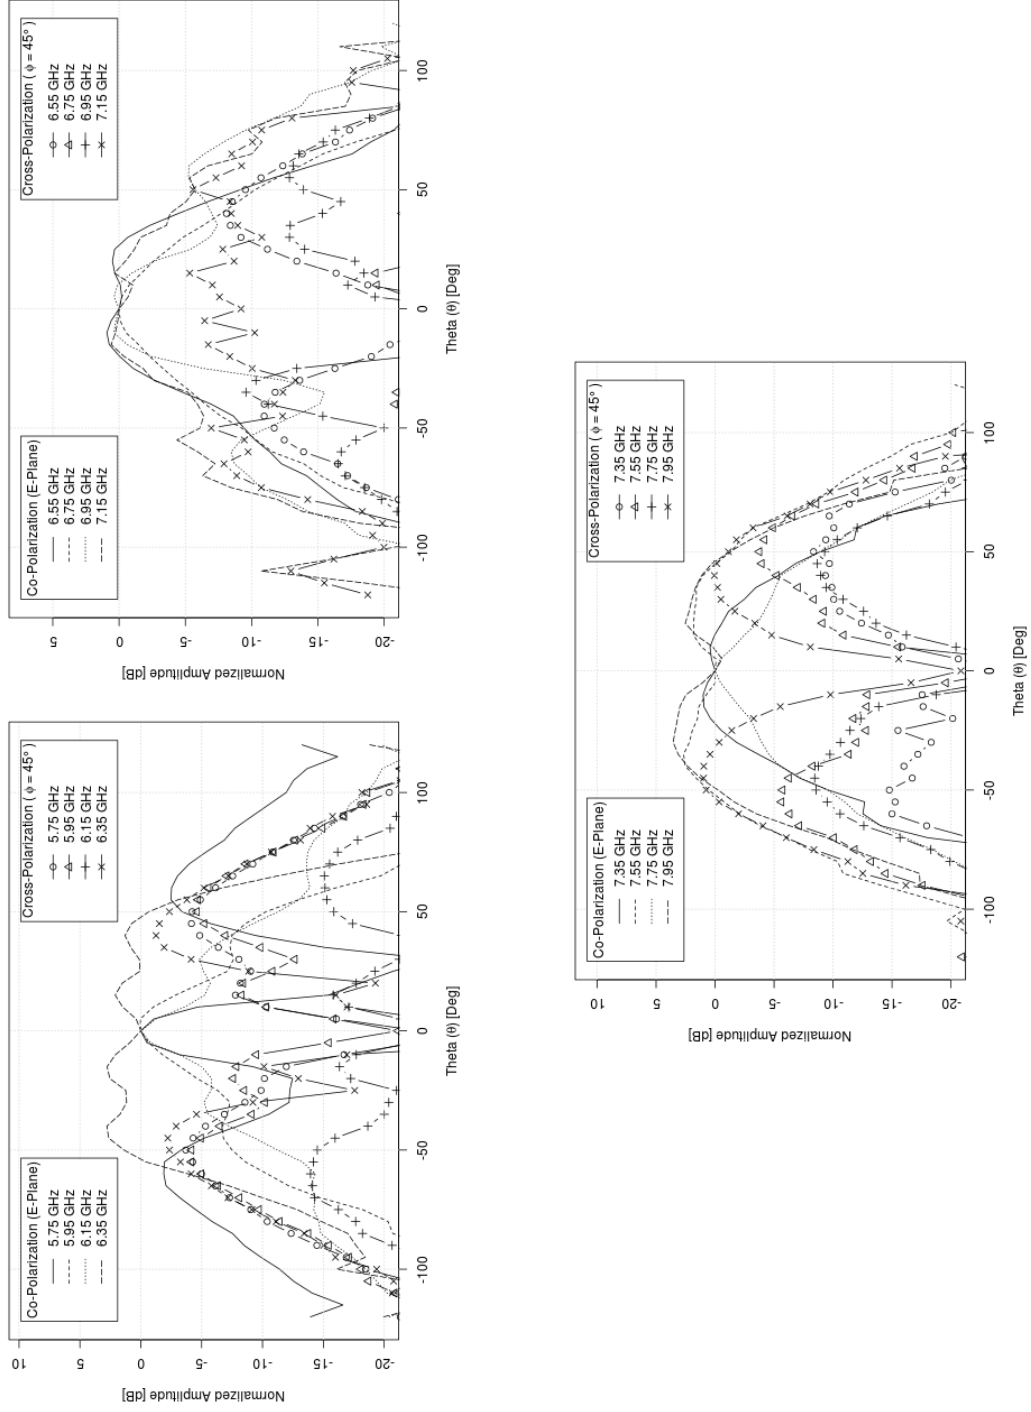 Co-Polarization (E-Plane)
5.75 GHz
5.95 GHz
6.15 GHz
6.35 GHz
Cross-Polarization ( ϕ = 45° )
5.75 GHz
5.95 GHz
6.15 GHz
6.35 GHz
10
5
0
-5
-10
-15
-20
Normalized Amplitude [dB]
-100
-50
0
50
100
Theta (θ) [Deg]
Co-Polarization (E-Plane)
6.55 GHz
6.75 GHz
6.95 GHz
7.15 GHz
Cross-Polarization ( ϕ = 45° )
6.55 GHz
6.75 GHz
6.95 GHz
7.15 GHz
5
0
-5
-10
-15
-20
Normalized Amplitude [dB]
-100
-50
0
50
100
Theta (θ) [Deg]
Co-Polarization (E-Plane)
7.35 GHz
7.55 GHz
7.75 GHz
7.95 GHz
Cross-Polarization ( ϕ = 45° )
7.35 GHz
7.55 GHz
7.75 GHz
7.95 GHz
10
5
0
-5
-10
-15
-20
Normalized Amplitude [dB]
-100
-50
0
50
100
Theta (θ) [Deg]